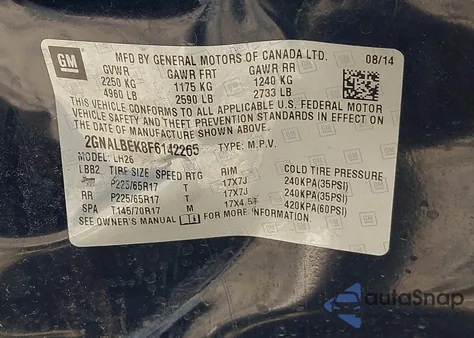 GM
MFD BY GENERAL MOTORS OF CANADA LTD. 08/14
GVWR GAWR FRT GAWR RR
2250 KG 1175 KG 1240 KG
4960 LB 2590 LB 2733 LB
THIS VEHICLE CONFORMS TO ALL APPLICABLE U.S. FEDERAL MOTOR
VEHICLE SAFETY AND THEFT PREVENTION STANDARDS IN EFFECT ON
THE DATE OF MANUFACTURE SHOWN ABOVE.
2GNALBEK8F6142265 TYPE: M.P.V.
MODEL: LH26
LBB2 TIRE SIZE SPEED RTG RIM COLD TIRE PRESSURE
FRT P225/65R17 T 17X7J 240KPA(35PSI)
RR P225/65R17 T 17X7J 240KPA(35PSI)
SPA T145/70R17 M 17X4.5T 420KPA(60PSI)
SEE OWNER'S MANUAL FOR ADDITIONAL INFORMATION.
autoSnap